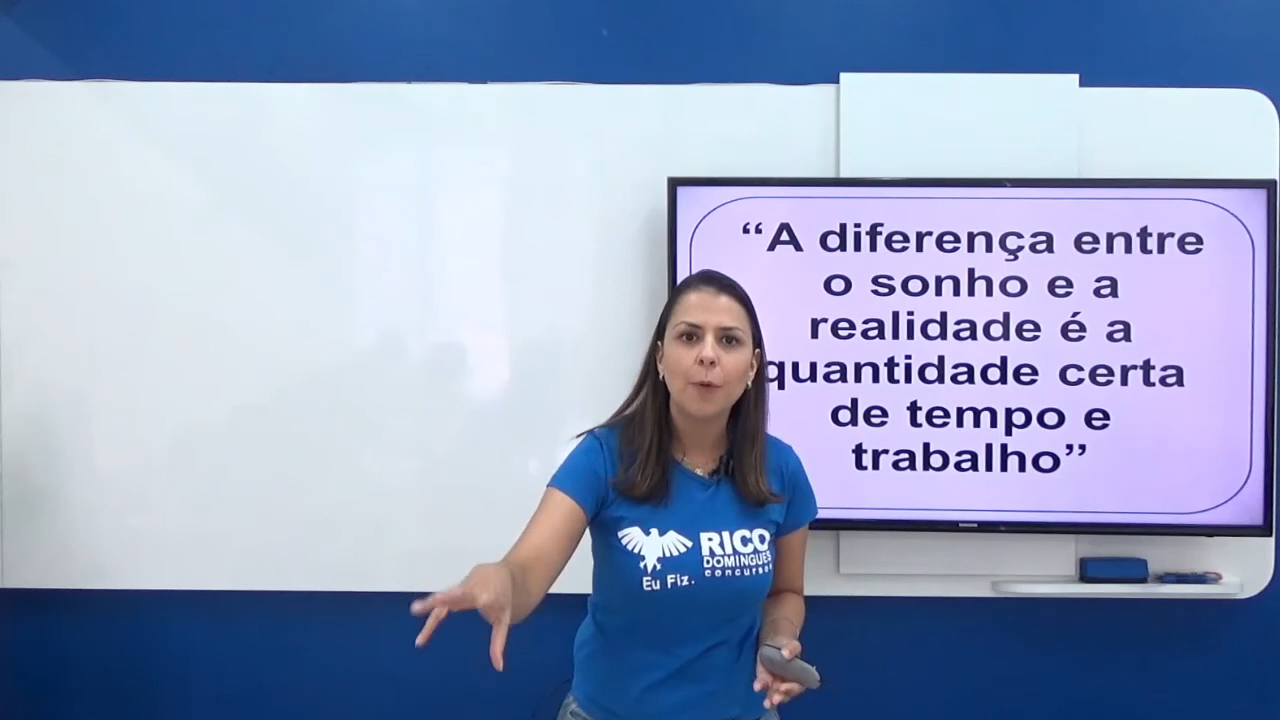 “A diferença entre
o sonho e a
realidade é a
quantidade certa
de tempo e
trabalho”
RICO
DOMINGUES
concursos
Eu Fiz.